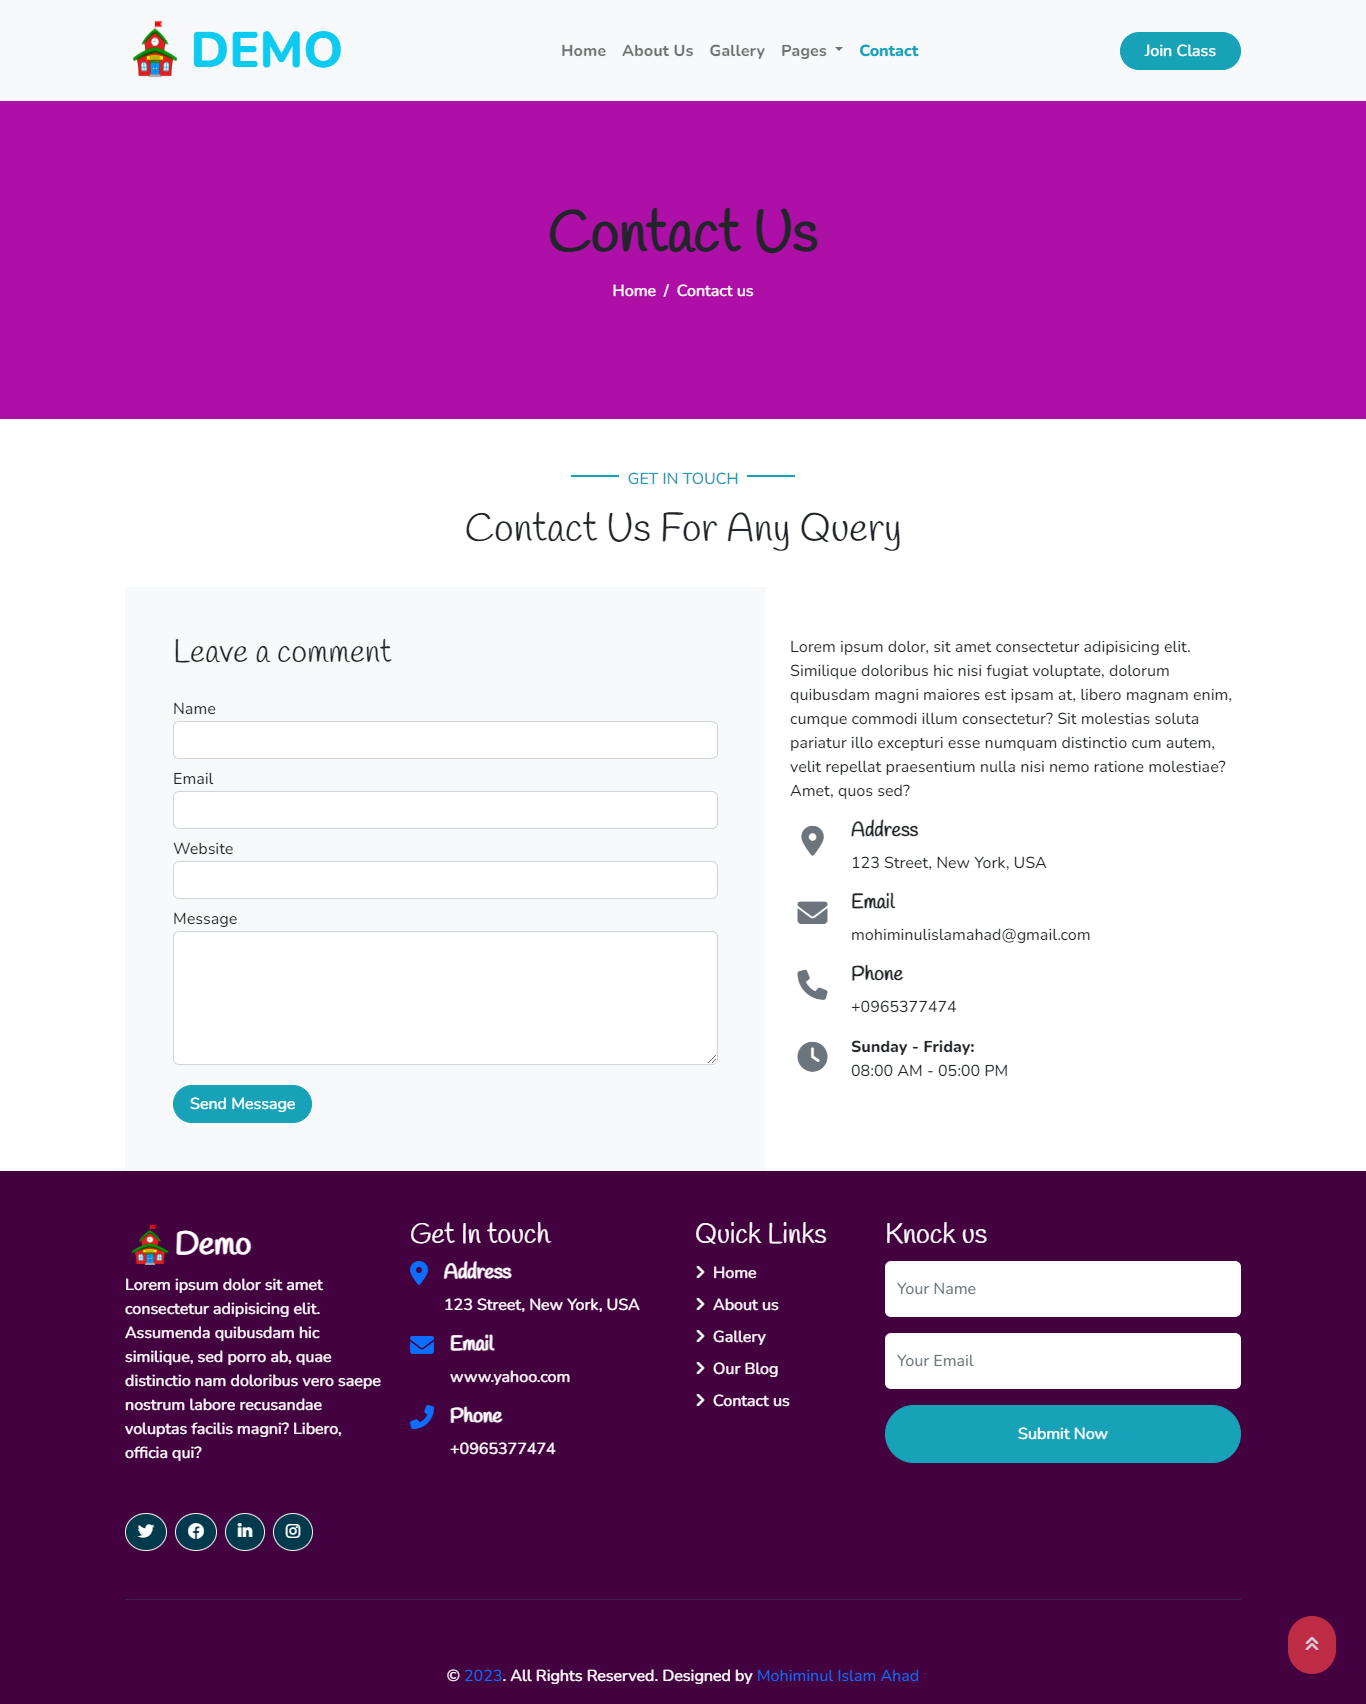 DEMO
Home About Us Gallery Pages Contact
Join Class
Contact Us
Home / Contact us
GET IN TOUCH
Contact Us For Any Query
Leave a comment
Name
Email
Website
Message
Send Message
Lorem ipsum dolor, sit amet consectetur adipisicing elit.
Similique doloribus hic nisi fugiat voluptate, dolorum
quibusdam magni maiores est ipsam at, libero magnam enim,
cumque commodi illum consectetur? Sit molestias soluta
pariatur illo excepturi esse numquam distinctio cum autem,
velit repellat praesentium nulla nisi nemo ratione molestiae?
Amet, quos sed?
Address
123 Street, New York, USA
Email
mohiminulislamahad@gmail.com
Phone
+0965377474
Sunday - Friday:
08:00 AM - 05:00 PM
Demo
Lorem ipsum dolor sit amet
consectetur adipisicing elit.
Assumenda quibusdam hic
similique, sed porro ab, quae
distinctio nam doloribus vero saepe
nostrum labore recusandae
voluptas facilis magni? Libero,
officia qui?
Get In touch
Address
123 Street, New York, USA
Email
www.yahoo.com
Phone
+0965377474
Quick Links
Home
About us
Gallery
Our Blog
Contact us
Knock us
Your Name
Your Email
Submit Now
© 2023. All Rights Reserved. Designed by Mohiminul Islam Ahad